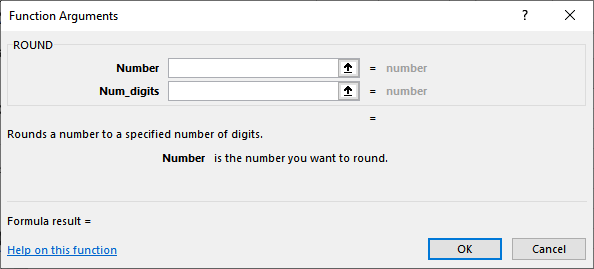 Function Arguments ?
ROUND
Number = number
Num_digits = number
=
Rounds a number to a specified number of digits.
Number is the number you want to round.
Formula result =
Help on this function OK Cancel